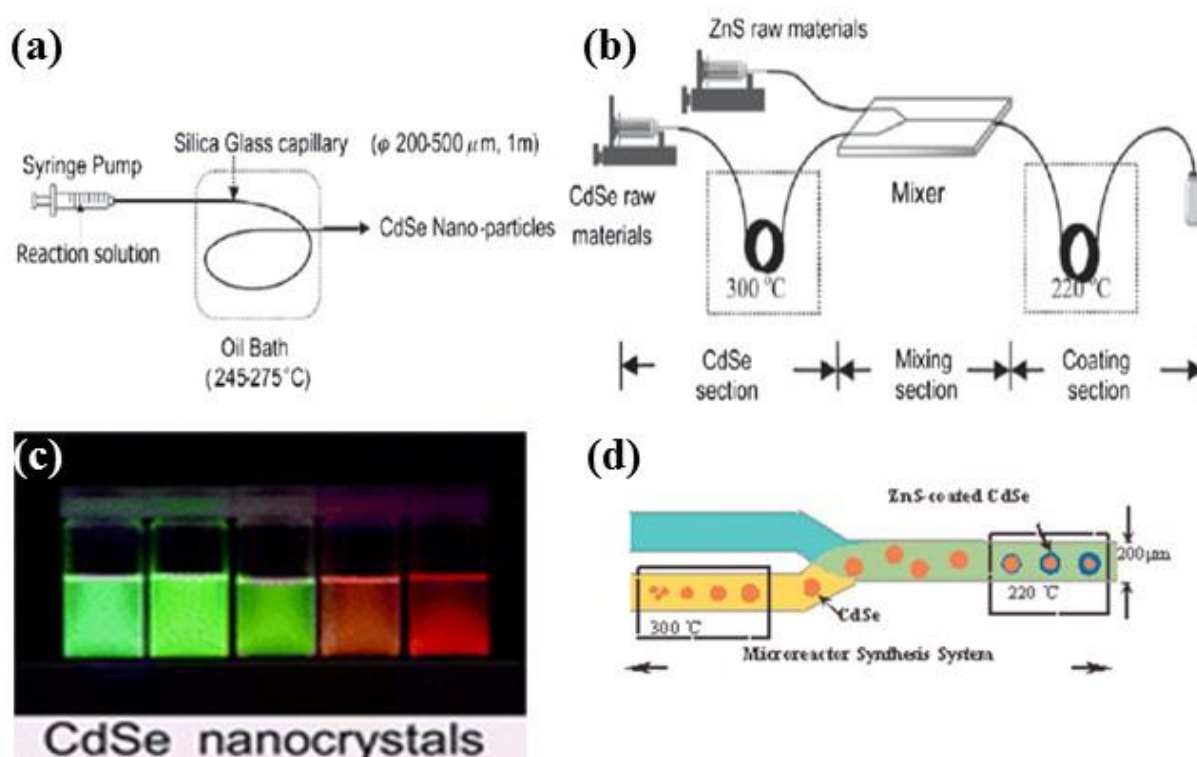 (a)
Silica Glass capillary (φ 200-500 μm, 1m)
Syringe Pump
CdSe Nano-particles
Reaction solution
Oil Bath
(245-275°C)
(b)
ZnS raw materials
CdSe raw
materials
Mixer
300 °C
220 °C
CdSe
section
Mixing
section
Coating
section
(c)
CdSe nanocrystals
(d)
ZnS-coated CdSe
200μm
220 ℃
CdSe
300 ℃
Microreactor Synthesis System